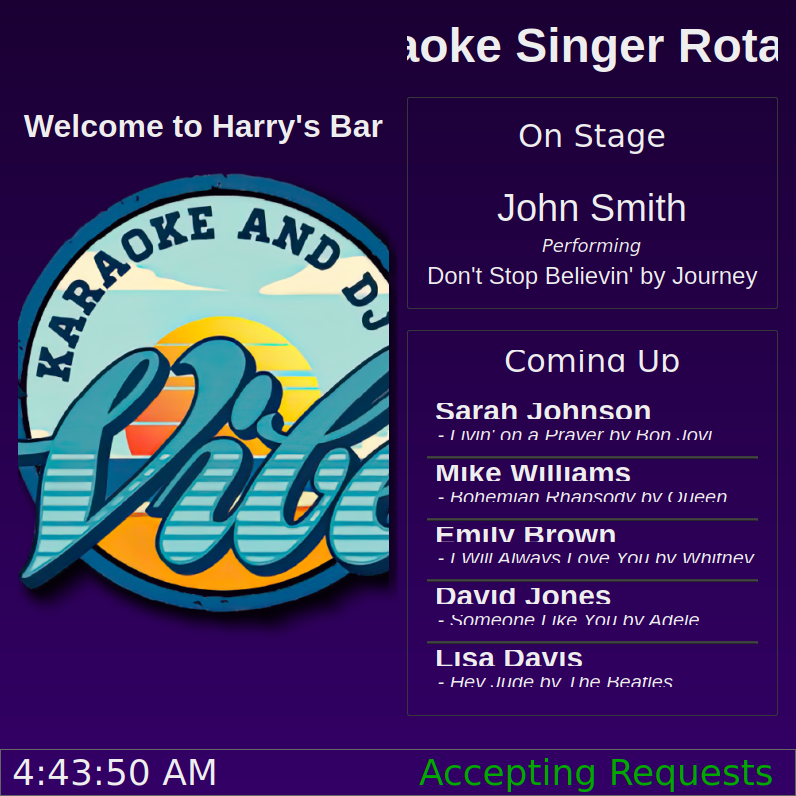 Welcome to Harry's Bar
KARAOKE AND DJ
aoke Singer Rota
On Stage
John Smith
Performing
Don't Stop Believin' by Journey
Coming Up
Sarah Johnson
- Livin' on a Prayer by Bon Jovi
Mike Williams
- Bohemian Rhapsody by Queen
Emily Brown
- I Will Always Love You by Whitney
David Jones
- Someone Like You by Adele
Lisa Davis
- Hey Jude by The Beatles
4:43:50 AM
Accepting Requests